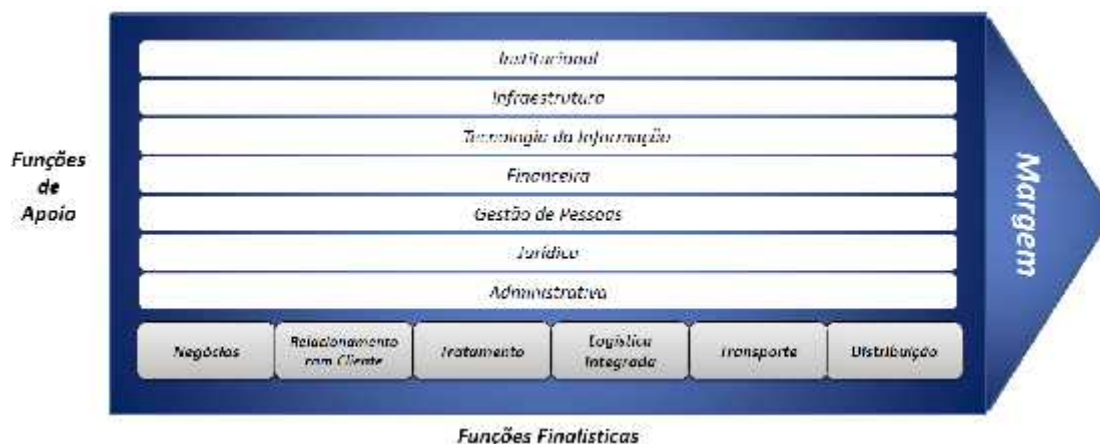 Institucional
Infraestrutura
Tecnologia da Informação
Financeira
Gestão de Pessoas
Jurídica
Administrativa
Funções
de
Apoio
Margem
Negócios
Relacionamento
com Cliente
Tratamento
Logística
Integrada
Transporte
Distribuição
Funções Finalísticas